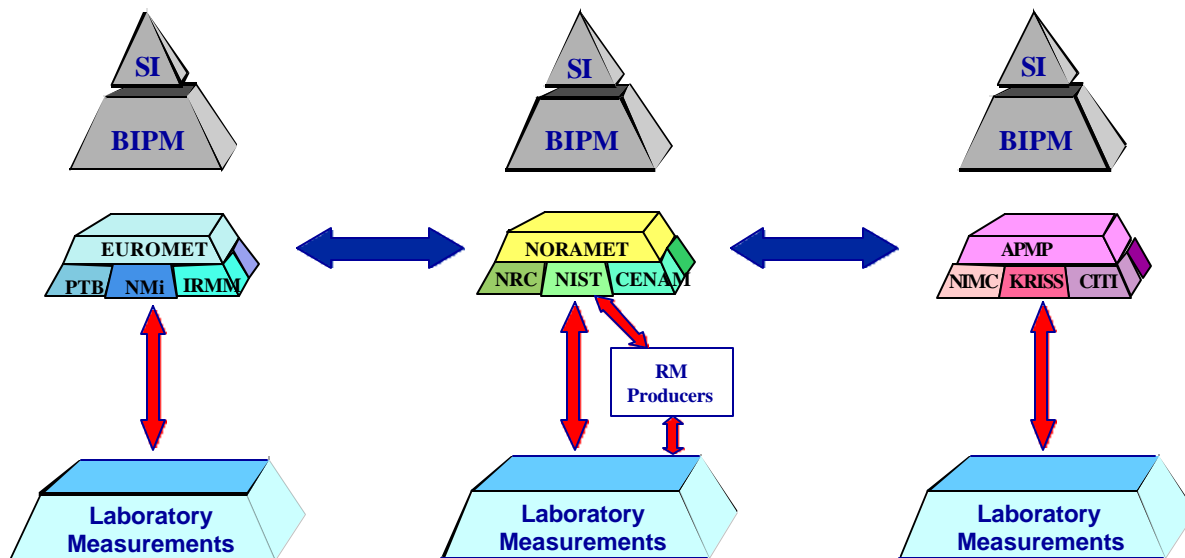 SI
BIPM
EUROMET
PTB NMi IRMM
Laboratory
Measurements
SI
BIPM
NORAMET
NRC NIST CENAM
RM
Producers
Laboratory
Measurements
SI
BIPM
APMP
NIMC KRISS CITI
Laboratory
Measurements